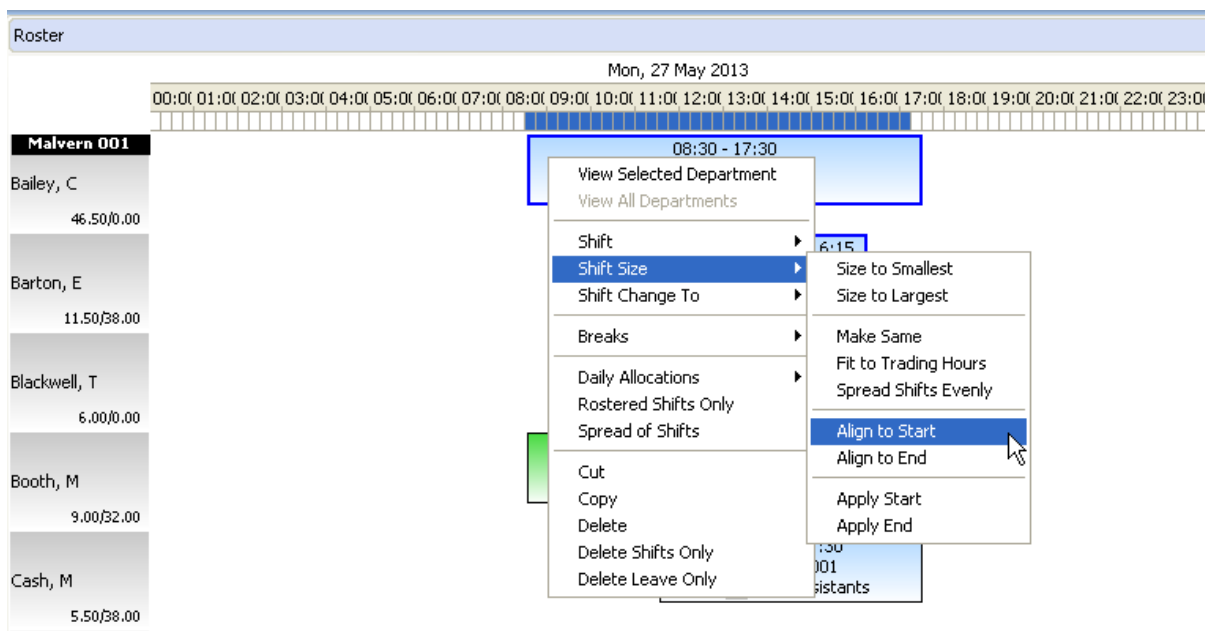 Roster
Mon, 27 May 2013
00:0( 01:0( 02:0( 03:0( 04:0( 05:0( 06:0( 07:0( 08:0( 09:0( 10:0( 11:0( 12:0( 13:0( 14:0( 15:0( 16:0( 17:0( 18:0( 19:0( 20:0( 21:0( 22:0( 23:0(
Malvern 001
08:30 - 17:30
Bailey, C
46.50/0.00
View Selected Department
View All Departments
Shift
6:15
Shift Size
Shift Change To
Breaks
Daily Allocations
Rostered Shifts Only
Spread of Shifts
Cut
Copy
Delete
Delete Shifts Only
Delete Leave Only
Size to Smallest
Size to Largest
Make Same
Fit to Trading Hours
Spread Shifts Evenly
Align to Start
Align to End
Apply Start
Apply End
Barton, E
11.50/38.00
Blackwell, T
6.00/0.00
Booth, M
9.00/32.00
:30
001
sistants
Cash, M
5.50/38.00